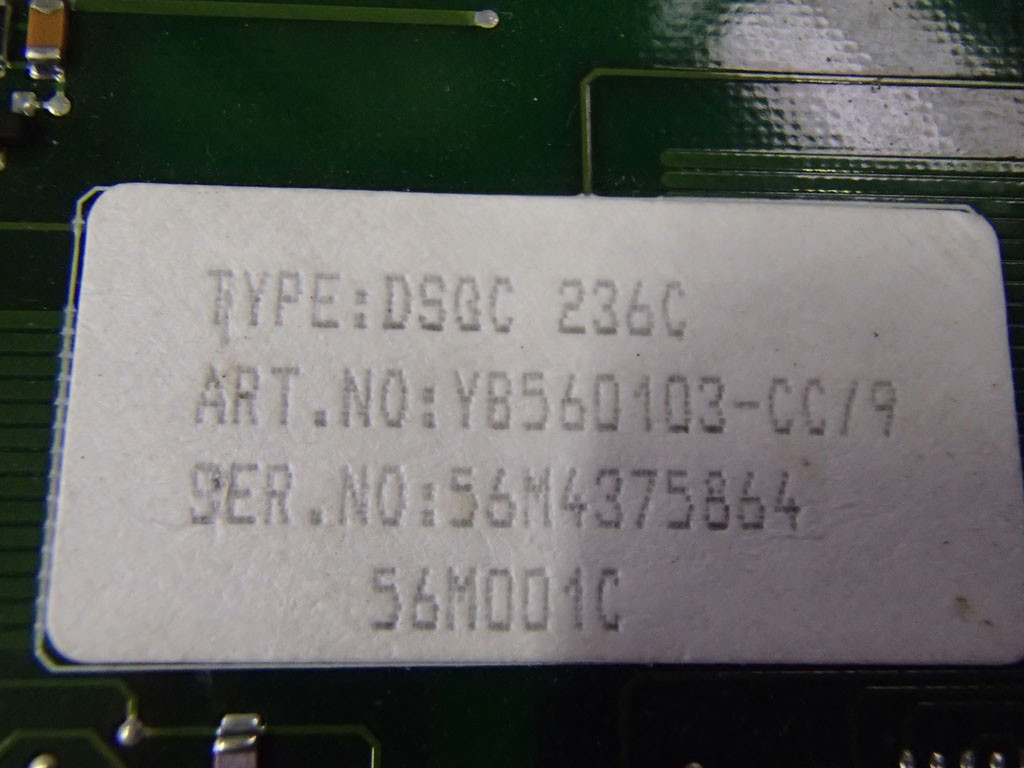 TYPE:DSQC 236C
ART.NO:YB560103-CC/9
SER.NO:56M4375864
56M001C